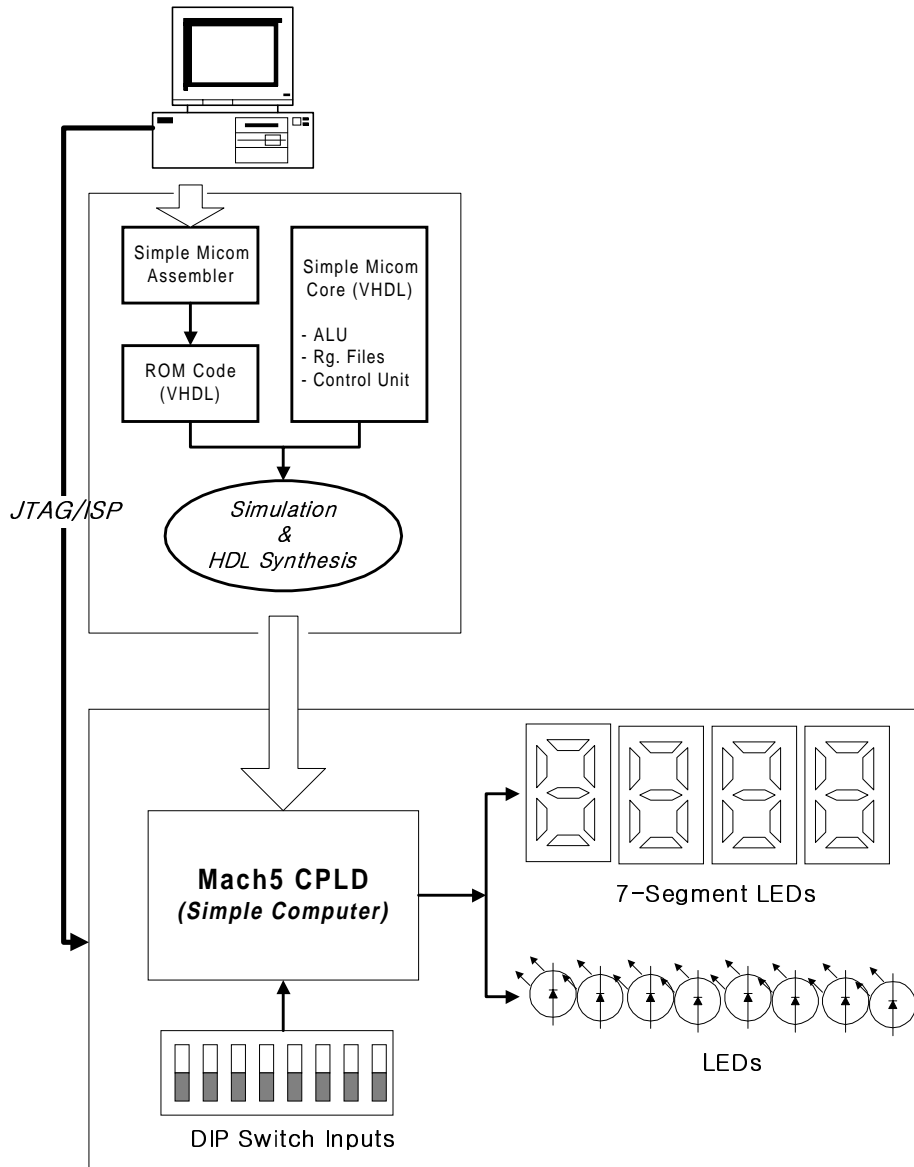 Simple Micom
Assembler
Simple Micom
Core (VHDL)
- ALU
- Rg. Files
- Control Unit
ROM Code
(VHDL)
JTAG/ISP
Simulation
&
HDL Synthesis
Mach5 CPLD
(Simple Computer)
7-Segment LEDs
LEDs
DIP Switch Inputs